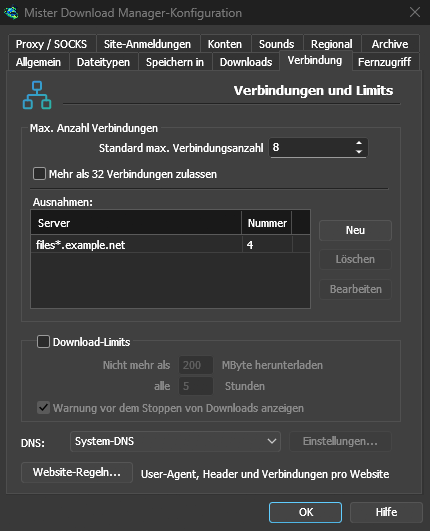 Mister Download Manager-Konfiguration
Proxy / SOCKS Site-Anmeldungen Konten Sounds Regional Archive
Allgemein Dateitypen Speichern in Downloads Verbindung Fernzugriff
Verbindungen und Limits
Max. Anzahl Verbindungen
Standard max. Verbindungsanzahl 8
Mehr als 32 Verbindungen zulassen
Ausnahmen:
Server Nummer
files*.example.net 4
Neu
Löschen
Bearbeiten
Download-Limits
Nicht mehr als 200 MByte herunterladen
alle 5 Stunden
Warnung vor dem Stoppen von Downloads anzeigen
DNS: System-DNS Einstellungen...
Website-Regeln... User-Agent, Header und Verbindungen pro Website
OK Hilfe